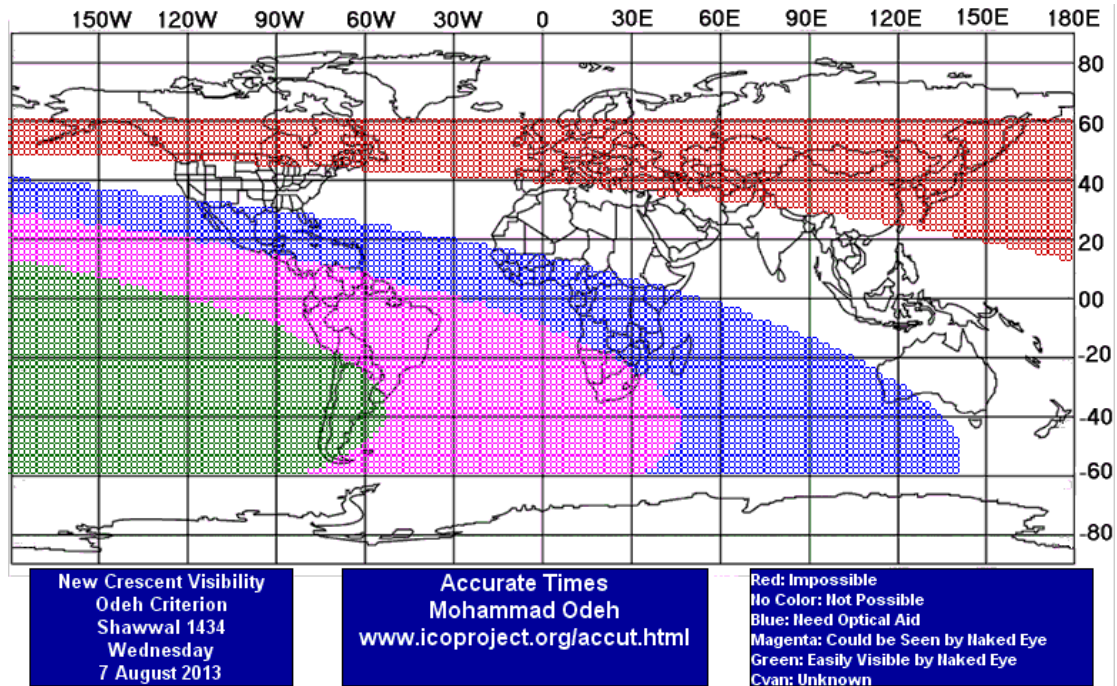 150W 120W 90W 60W 30W 0 30E 60E 90E 120E 150E 180E
80
60
40
20
00
-20
-40
-60
-80
New Crescent Visibility
Odeh Criterion
Shawwal 1434
Wednesday
7 August 2013
Accurate Times
Mohammad Odeh
www.icoproject.org/accut.html
Red: Impossible
No Color: Not Possible
Blue: Need Optical Aid
Magenta: Could be Seen by Naked Eye
Green: Easily Visible by Naked Eye
Cyan: Unknown